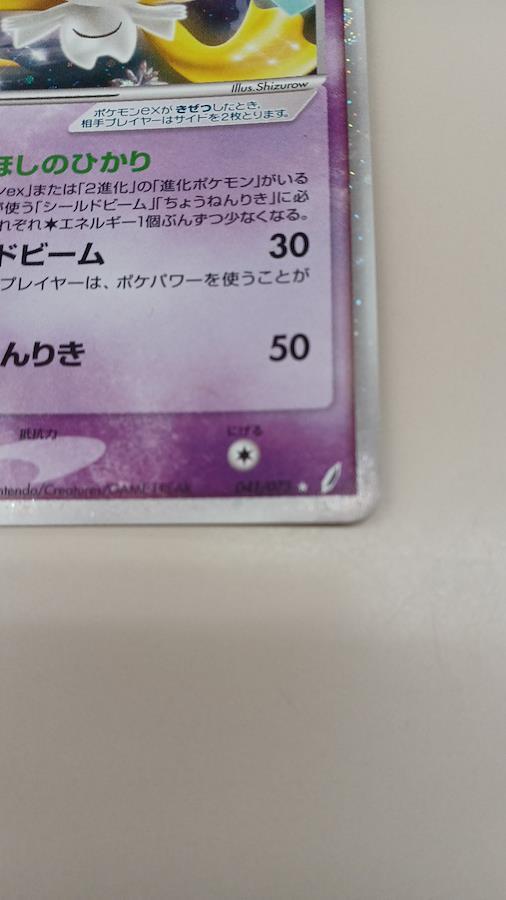 Illus.Shizurow
ポケモンexがきぜつしたとき、
相手プレイヤーはサイドを2枚とります。
ほしのひかり
ンex」または「2進化」の「進化ポケモン」がいる
が使う「シールドビーム」「ちょうねんりき」に必
れぞれ★エネルギー1個ぶんずつ少なくなる。
ドビーム 30
プレイヤーは、ポケパワーを使うことが
んりき 50
抵抗力 にげる
ntendo/Creatures/GAME FREAK